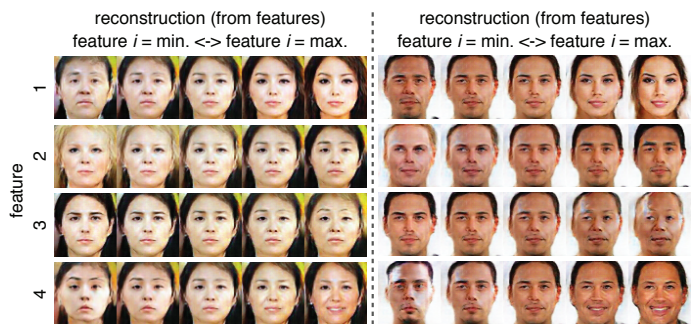 reconstruction (from features)
feature i = min. <-> feature i = max.
reconstruction (from features)
feature i = min. <-> feature i = max.
feature
1
2
3
4